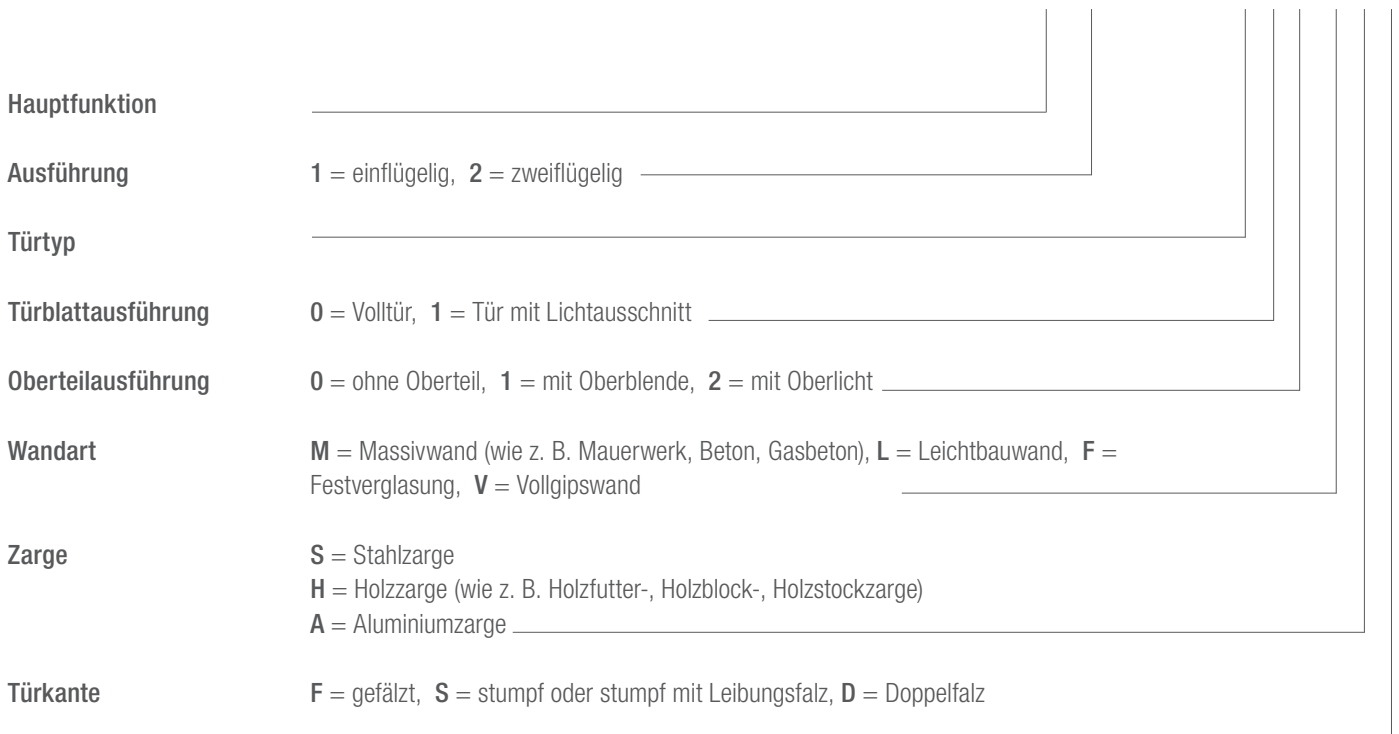 Hauptfunktion
Ausführung 1 = einflügelig, 2 = zweiflügelig
Türtyp
Türblattausführung 0 = Volltür, 1 = Tür mit Lichtausschnitt
Oberteilausführung 0 = ohne Oberteil, 1 = mit Oberblende, 2 = mit Oberlicht
Wandart M = Massivwand (wie z. B. Mauerwerk, Beton, Gasbeton), L = Leichtbauwand, F =
Festverglasung, V = Vollgipswand
Zarge S = Stahlzarge
H = Holzzarge (wie z. B. Holzfutter-, Holzblock-, Holzstockzarge)
A = Aluminiumzarge
Türkante F = gefälzt, S = stumpf oder stumpf mit Leibungsfalz, D = Doppelfalz